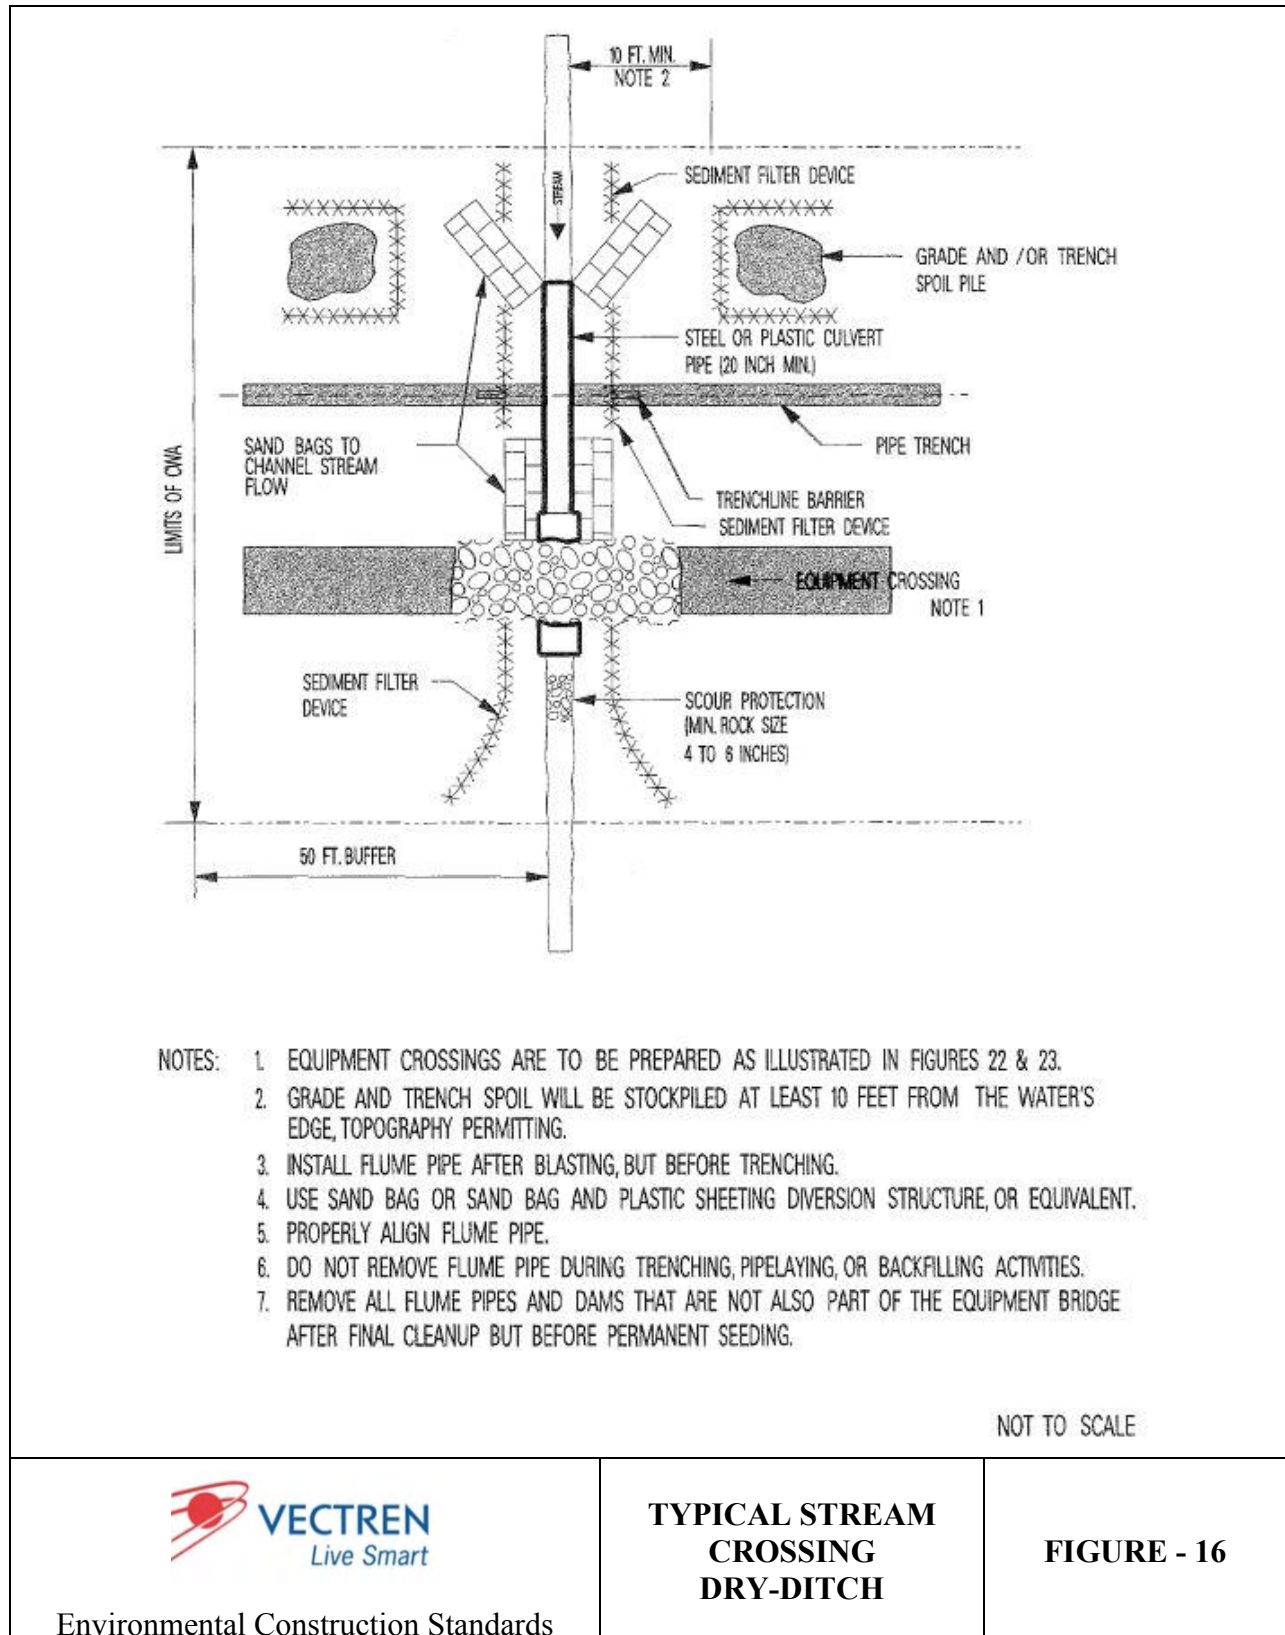 10 FT. MIN.
NOTE 2
SEDIMENT FILTER DEVICE
STREAM
GRADE AND /OR TRENCH
SPOIL PILE
STEEL OR PLASTIC CULVERT
PIPE (20 INCH MIN.)
LIMITS OF CWA
SAND BAGS TO
CHANNEL STREAM
FLOW
PIPE TRENCH
TRENCHLINE BARRIER
SEDIMENT FILTER DEVICE
EQUIPMENT CROSSING
NOTE 1
SEDIMENT FILTER
DEVICE
SCOUR PROTECTION
(MIN. ROCK SIZE
4 TO 6 INCHES)
50 FT. BUFFER
NOTES: 1. EQUIPMENT CROSSINGS ARE TO BE PREPARED AS ILLUSTRATED IN FIGURES 22 & 23.
2. GRADE AND TRENCH SPOIL WILL BE STOCKPILED AT LEAST 10 FEET FROM THE WATER'S
EDGE, TOPOGRAPHY PERMITTING.
3. INSTALL FLUME PIPE AFTER BLASTING, BUT BEFORE TRENCHING.
4. USE SAND BAG OR SAND BAG AND PLASTIC SHEETING DIVERSION STRUCTURE, OR EQUIVALENT.
5. PROPERLY ALIGN FLUME PIPE.
6. DO NOT REMOVE FLUME PIPE DURING TRENCHING, PIPELAYING, OR BACKFILLING ACTIVITIES.
7. REMOVE ALL FLUME PIPES AND DAMS THAT ARE NOT ALSO PART OF THE EQUIPMENT BRIDGE
AFTER FINAL CLEANUP BUT BEFORE PERMANENT SEEDING.
NOT TO SCALE
VECTREN
Live Smart
Environmental Construction Standards
TYPICAL STREAM
CROSSING
DRY-DITCH
FIGURE - 16